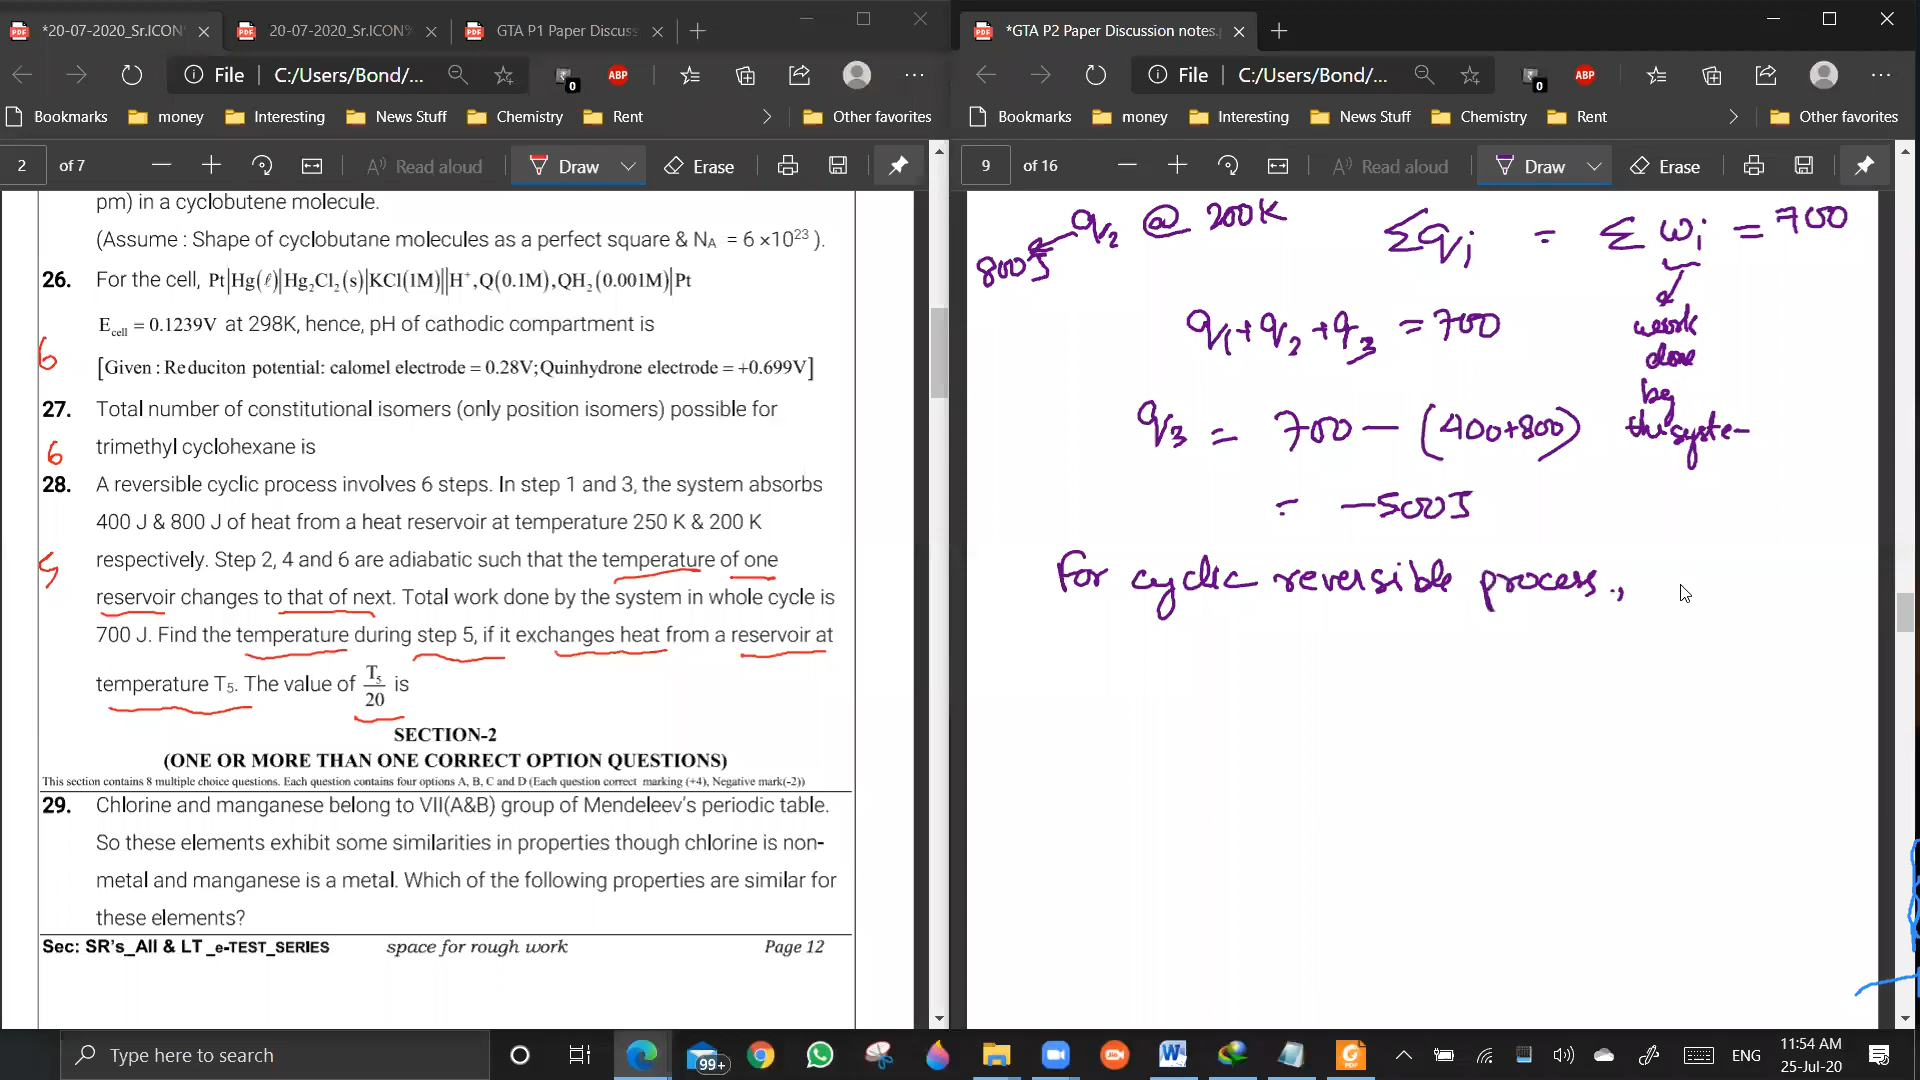 *20-07-2020_Sr.ICON
20-07-2020_Sr.ICON
GTA P1 Paper Discuss
File
C:/Users/Bond/...
ABP
0
Bookmarks
money
Interesting
News Stuff
Chemistry
Rent
Other favorites
2
of 7
Read aloud
Draw
Erase
pm) in a cyclobutene molecule.
(Assume : Shape of cyclobutane molecules as a perfect square & NA = 6 ×10²³ ).
26. For the cell, Pt|Hg(ℓ)|Hg₂Cl₂(s)|KCl(1M)||H⁺,Q(0.1M),QH₂(0.001M)|Pt
Ecell = 0.1239V at 298K, hence, pH of cathodic compartment is
6
[Given : Reduciton potential: calomel electrode = 0.28V;Quinhydrone electrode = +0.699V]
27. Total number of constitutional isomers (only position isomers) possible for
6
trimethyl cyclohexane is
28. A reversible cyclic process involves 6 steps. In step 1 and 3, the system absorbs
400 J & 800 J of heat from a heat reservoir at temperature 250 K & 200 K
5
respectively. Step 2, 4 and 6 are adiabatic such that the temperature of one
reservoir changes to that of next. Total work done by the system in whole cycle is
700 J. Find the temperature during step 5, if it exchanges heat from a reservoir at
temperature T₅. The value of T₅/20 is
SECTION-2
(ONE OR MORE THAN ONE CORRECT OPTION QUESTIONS)
This section contains 8 multiple choice questions. Each question contains four options A, B, C and D (Each question correct marking (+4), Negative mark(-2))
29. Chlorine and manganese belong to VII(A&B) group of Mendeleev's periodic table.
So these elements exhibit some similarities in properties though chlorine is non-
metal and manganese is a metal. Which of the following properties are similar for
these elements?
Sec: SR's_All & LT _e-TEST_SERIES space for rough work Page 12
*GTA P2 Paper Discussion notes.
File
C:/Users/Bond/...
ABP
0
Bookmarks
money
Interesting
News Stuff
Chemistry
Rent
Other favorites
9
of 16
Read aloud
Draw
Erase
q₂ @ 200K
800J
Σqᵢ = Σ wᵢ = 700
q₁+q₂+q₃ = 700
work
done
by
the system
q₃ = 700 – (400+800)
= –500J
For cyclic reversible process.,
Type here to search
99+
ENG
11:54 AM
25-Jul-20